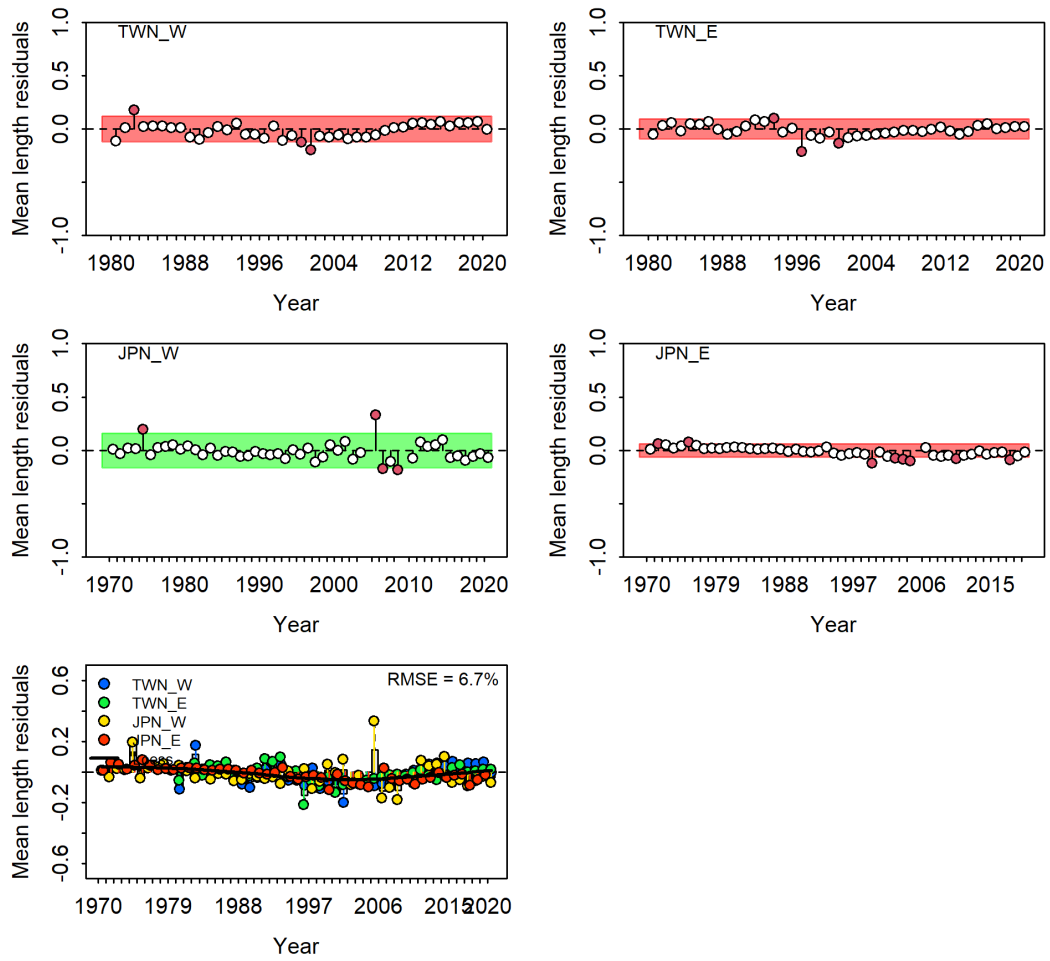 TWN_W
1.0
0.5
0.0
-1.0
Mean length residuals
1980 1988 1996 2004 2012 2020
Year
TWN_E
1.0
0.5
0.0
-1.0
Mean length residuals
1980 1988 1996 2004 2012 2020
Year
JPN_W
1.0
0.5
0.0
-1.0
Mean length residuals
1970 1980 1990 2000 2010 2020
Year
JPN_E
1.0
0.5
0.0
-1.0
Mean length residuals
1970 1979 1988 1997 2006 2015
Year
RMSE = 6.7%
TWN_W
TWN_E
JPN_W
JPN_E
0.6
0.2
-0.2
-0.6
Mean length residuals
1970 1979 1988 1997 2006 2015 2020
Year